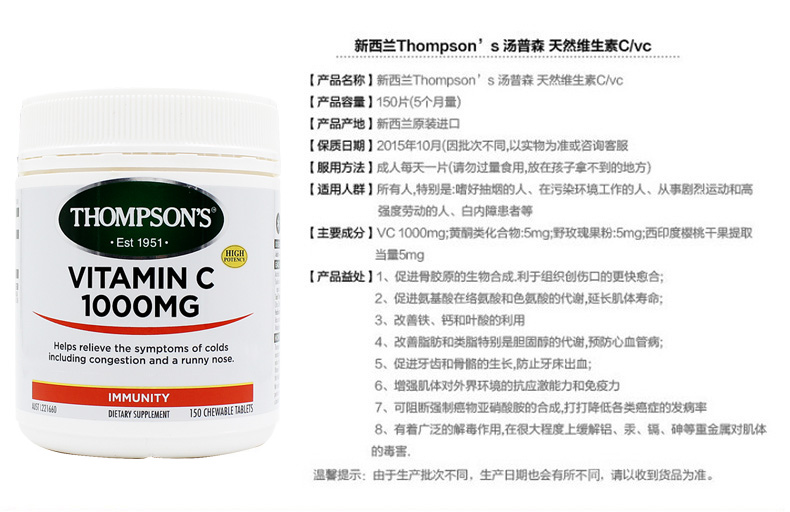 THOMPSON'S®
• Est 1951 •
HIGH
POTENCY
VITAMIN C
1000MG
Helps relieve the symptoms of colds
including congestion and a runny nose.
IMMUNITY
AUST L221660
DIETARY SUPPLEMENT
150 CHEWABLE TABLETS
新西兰Thompson’s 汤普森 天然维生素C/vc
【产品名称】新西兰Thompson’s 汤普森 天然维生素C/vc
【产品容量】150片(5个月量)
【产品产地】新西兰原装进口
【保质日期】2015年10月(因批次不同,以实物为准或咨询客服
【服用方法】成人每天一片(请勿过量食用,放在孩子拿不到的地方)
【适用人群】所有人,特别是:嗜好抽烟的人、在污染环境工作的人、从事剧烈运动和高
强度劳动的人、白内障患者等
【主要成分】VC 1000mg;黄酮类化合物:5mg;野玫瑰果粉:5mg;西印度樱桃干果提取
当量5mg
【产品益处】1、促进骨胶原的生物合成.利于组织创伤口的更快愈合;
2、促进氨基酸在络氨酸和色氨酸的代谢,延长肌体寿命;
3、改善铁、钙和叶酸的利用
4、改善脂肪和类脂特别是胆固醇的代谢,预防心血管病;
5、促进牙齿和骨骼的生长,防止牙床出血;
6、增强肌体对外界环境的抗应激能力和免疫力
7、可阻断强制癌物亚硝酸胺的合成,打打降低各类癌症的发病率
8、有着广泛的解毒作用,在很大程度上缓解铝、汞、镉、砷等重金属对肌体
的毒害.
温馨提示：由于生产批次不同，生产日期也会有所不同，请以收到货品为准。